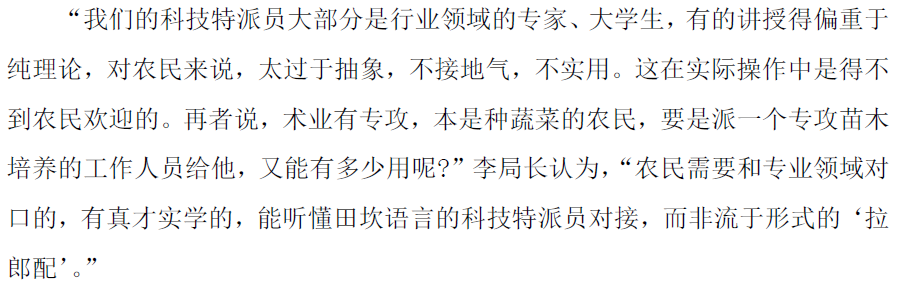 “我们的科技特派员大部分是行业领域的专家、大学生，有的讲授得偏重于
纯理论，对农民来说，太过于抽象，不接地气，不实用。这在实际操作中是得不
到农民欢迎的。再者说，术业有专攻，本是种蔬菜的农民，要是派一个专攻苗木
培养的工作人员给他，又能有多少用呢?”李局长认为，“农民需要和专业领域对
口的，有真才实学的，能听懂田坎语言的科技特派员对接，而非流于形式的‘拉
郎配’。”